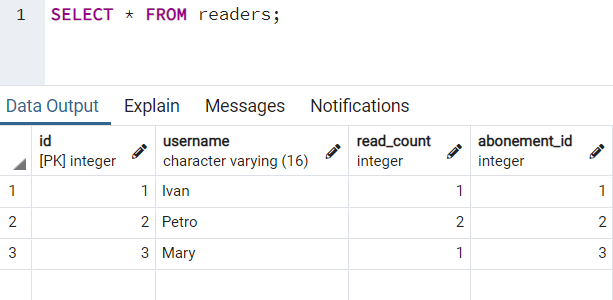 1 SELECT * FROM readers;
Data Output Explain Messages Notifications
id username read_count abonement_id
[PK] integer character varying (16) integer integer
1 1 Ivan 1 1
2 2 Petro 2 2
3 3 Mary 1 3